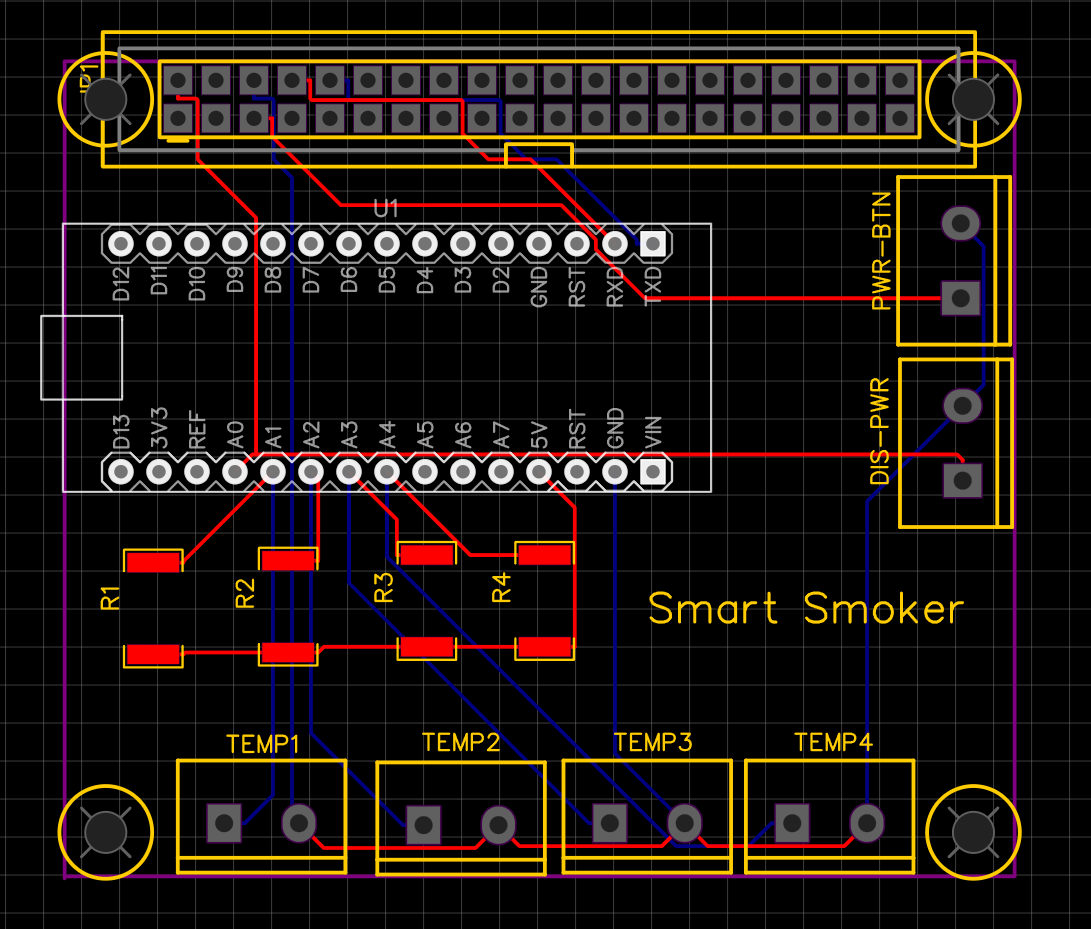 P1
U1
D12 D11 D10 D9 D8 D7 D6 D5 D4 D3 D2 GND RST RXD TXD
PWR-BTN
D13 3V3 REF A0 A1 A2 A3 A4 A5 A6 A7 5V RST GND VIN
DIS-PWR
R1 R2 R3 R4
Smart Smoker
TEMP1 TEMP2 TEMP3 TEMP4